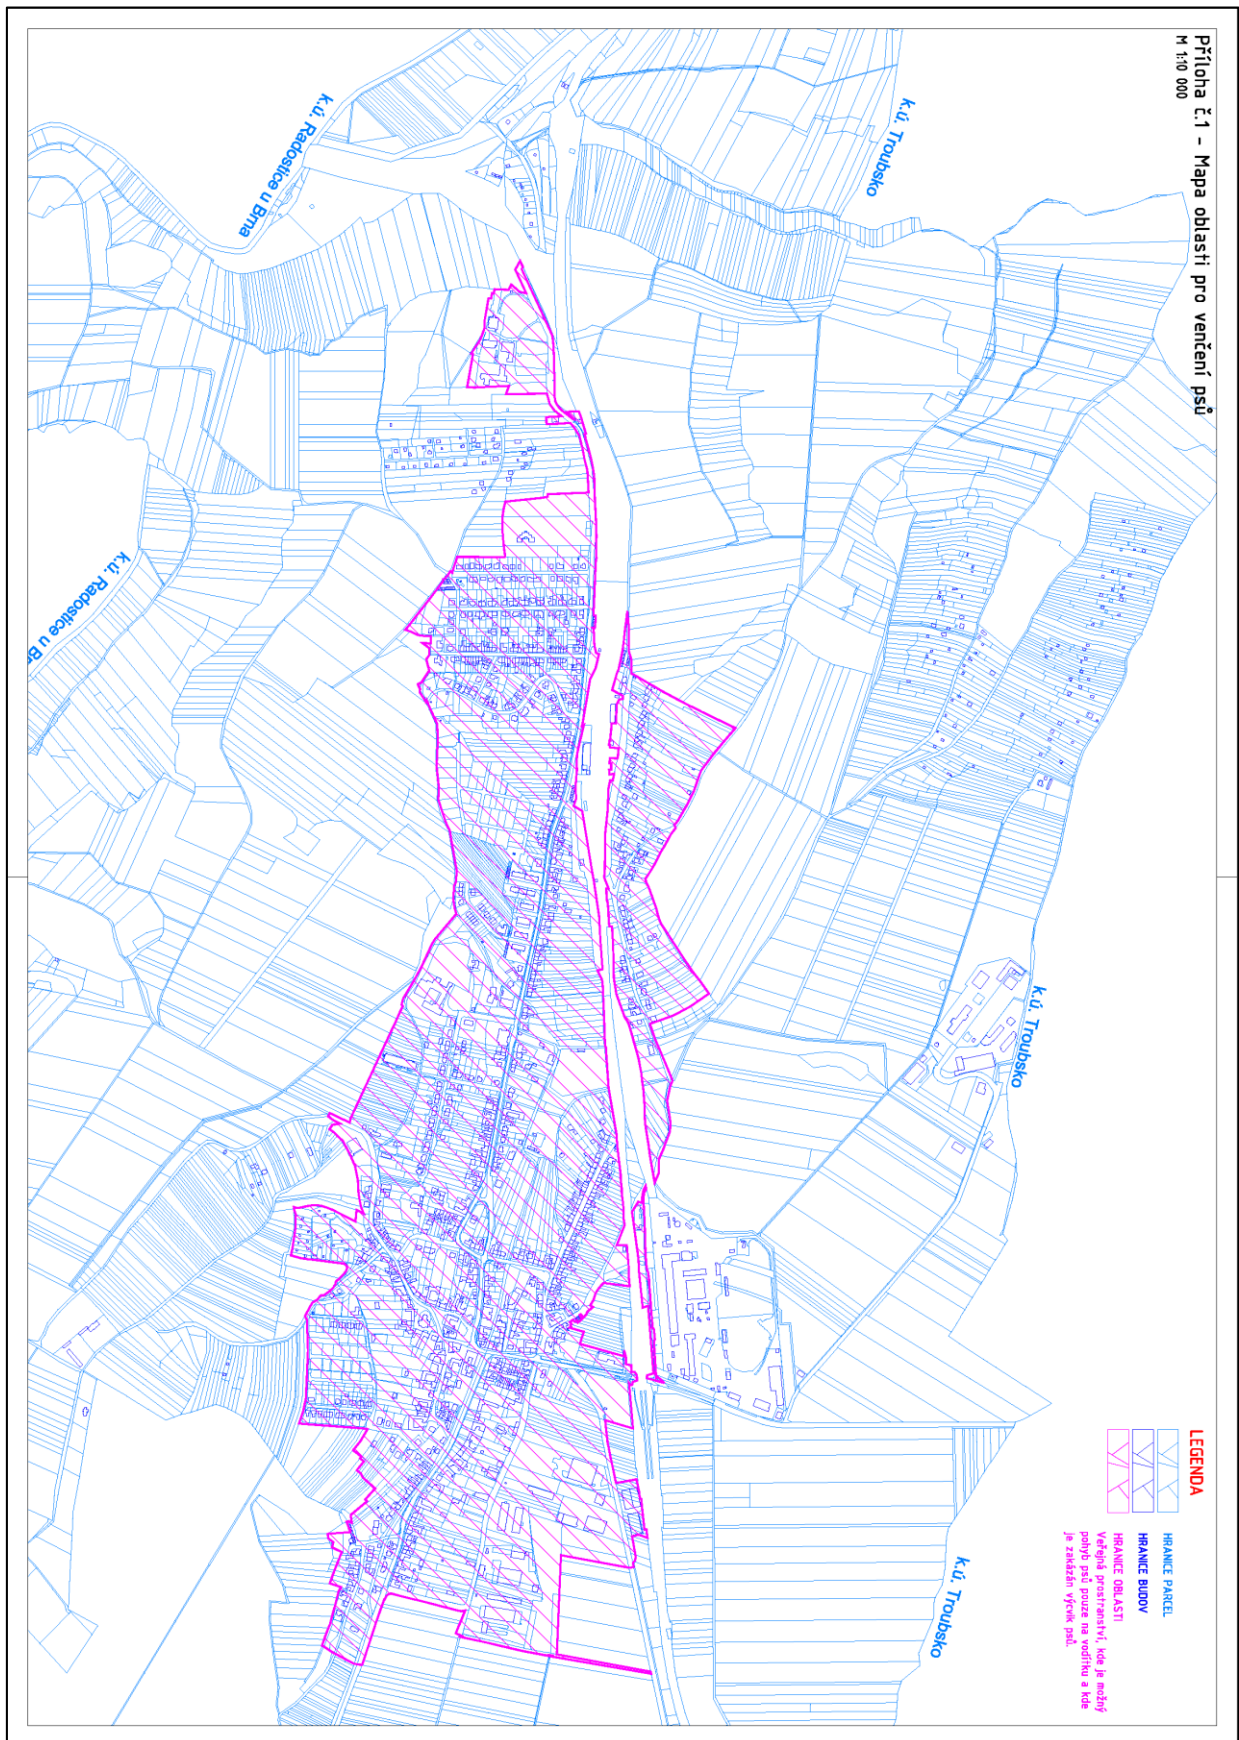 Příloha č.1 - Mapa oblasti pro venčení psů
M 1:10 000
k.ú. Troubsko
k.ú. Radostice u Brna
k.ú. Radostice u Br
k.ú. Troubsko
k.ú. Troubsko
LEGENDA
HRANICE PARCEL
HRANICE BUDOV
HRANICE OBLASTI
Veřejná prostranství, kde je možný
pohyb psů pouze na vodítku a kde
je zakázán výcvik psů.